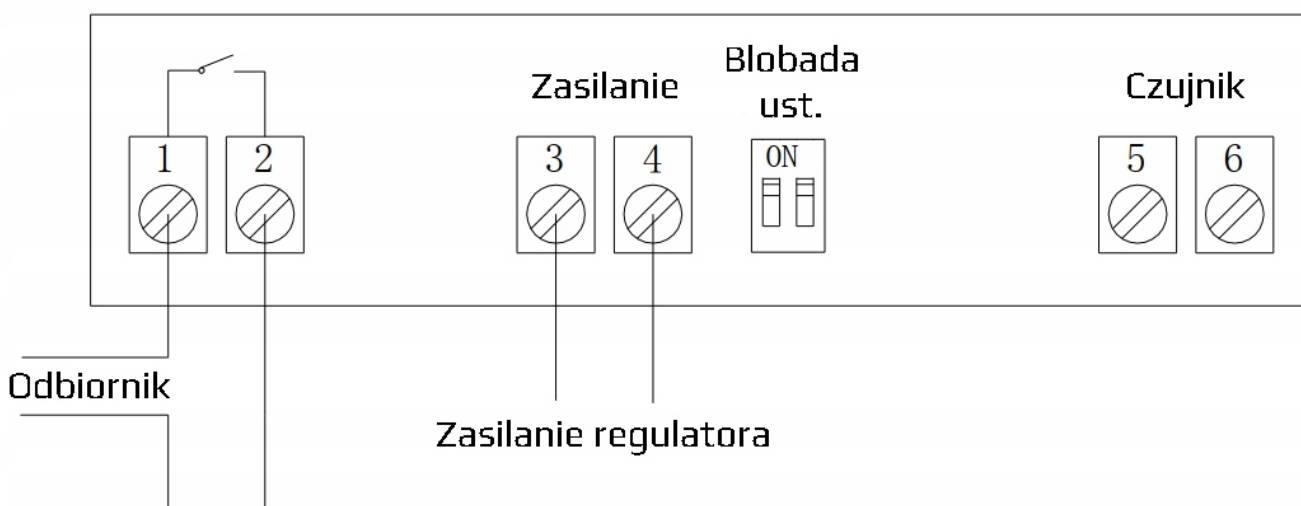 Zasilanie
Blobada
ust.
Czujnik
1
2
3
4
ON
5
6
Odbiornik
Zasilanie regulatora